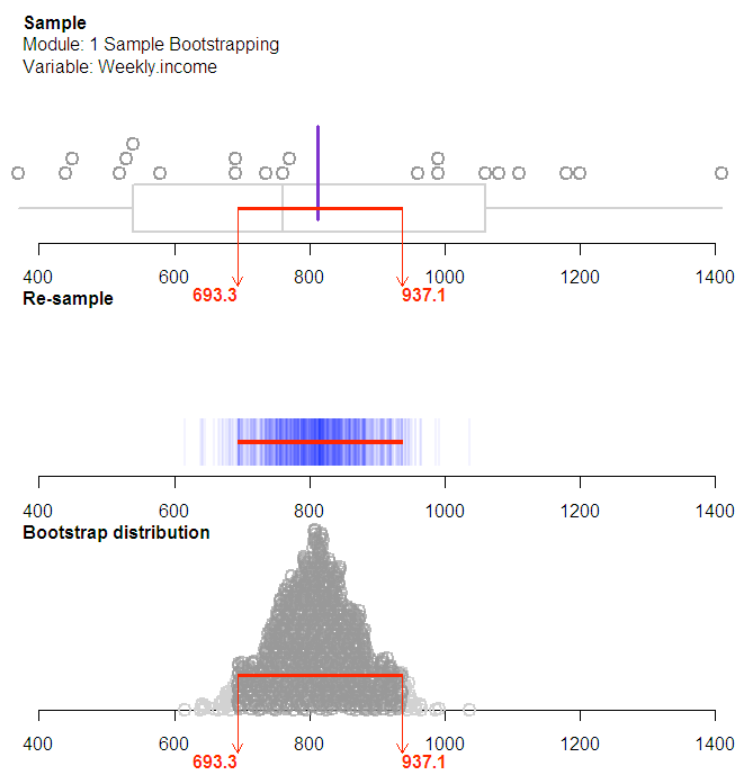 Sample
Module: 1 Sample Bootstrapping
Variable: Weekly.income
400 600 800 1000 1200 1400
693.3 937.1
Re-sample
400 600 800 1000 1200 1400
Bootstrap distribution
400 600 800 1000 1200 1400
693.3 937.1